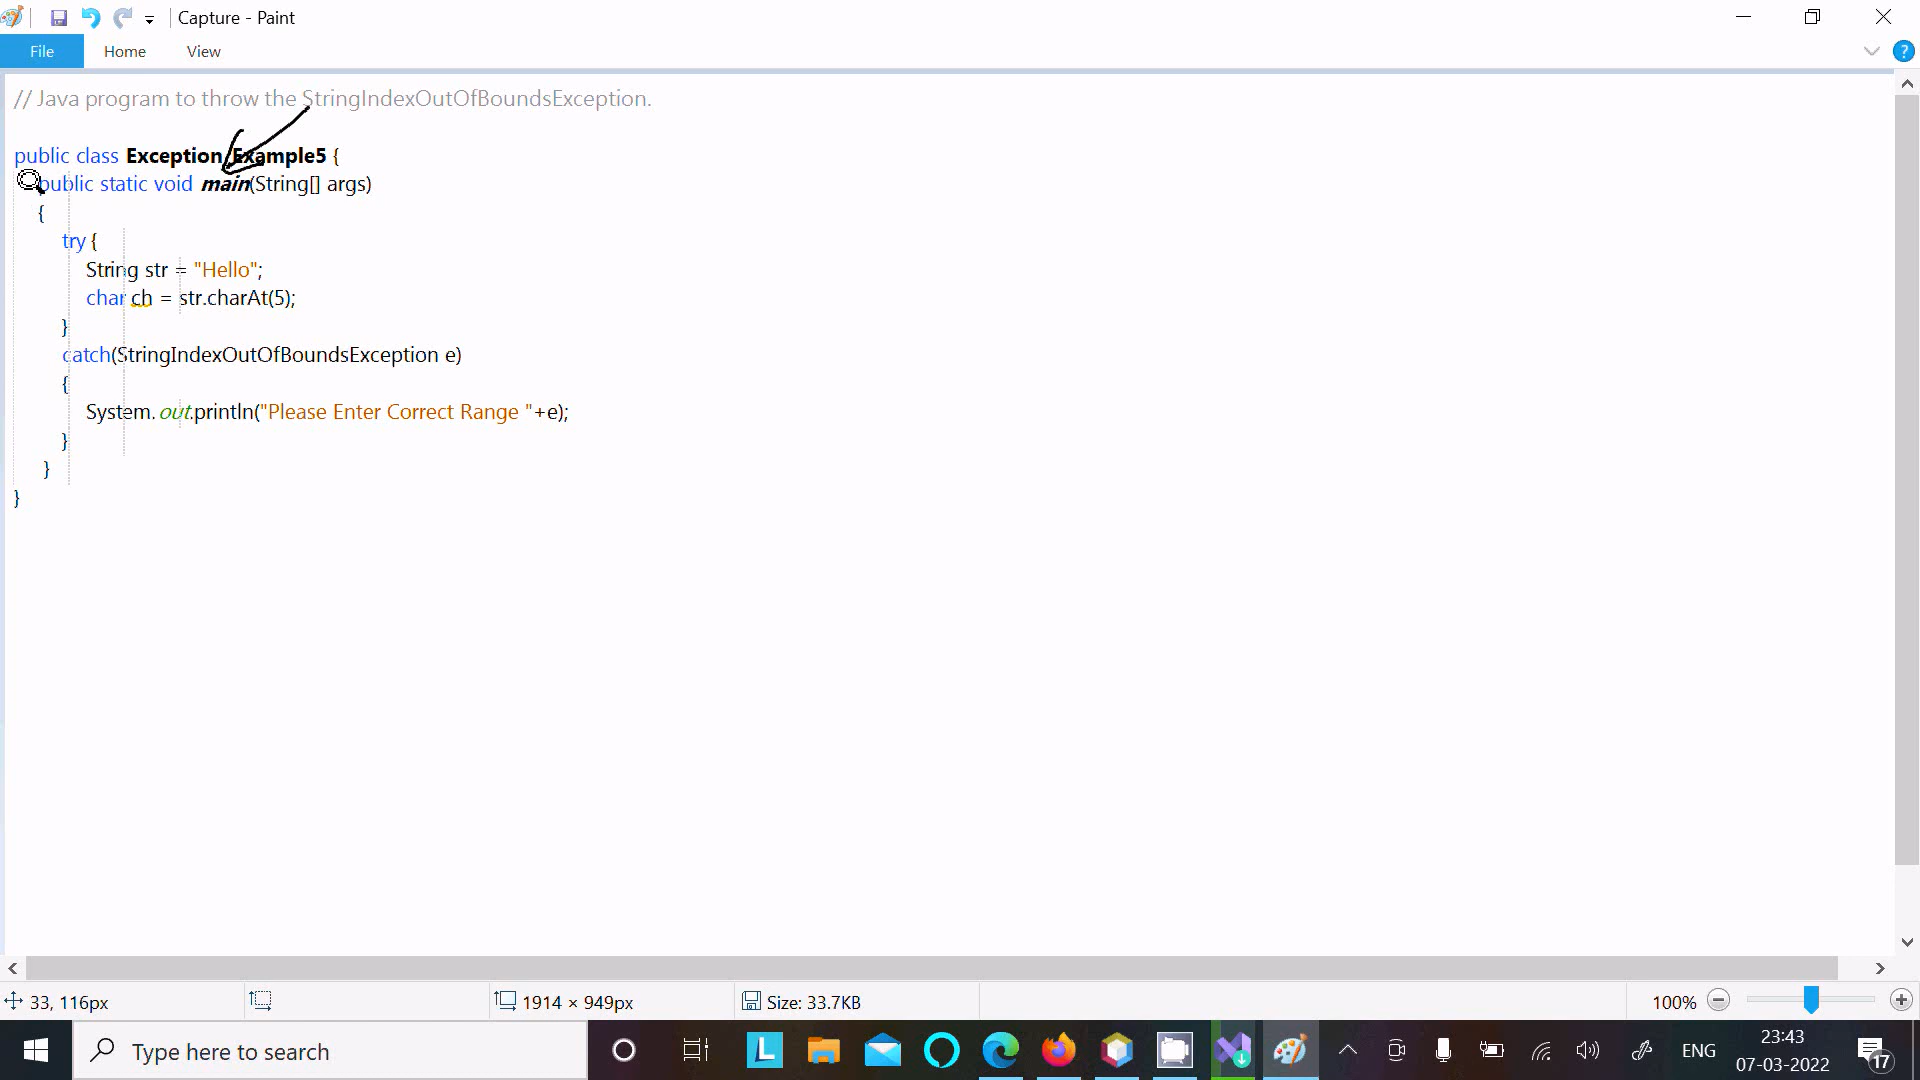 Capture - Paint
File Home View
// Java program to throw the StringIndexOutOfBoundsException.
public class Exception_Example5 {
public static void main(String[] args)
{
try {
String str = "Hello";
char ch = str.charAt(5);
}
catch(StringIndexOutOfBoundsException e)
{
System.out.println("Please Enter Correct Range "+e);
}
}
}
33, 116px 1914 × 949px Size: 33.7KB 100%
Type here to search
ENG
23:43
07-03-2022
17